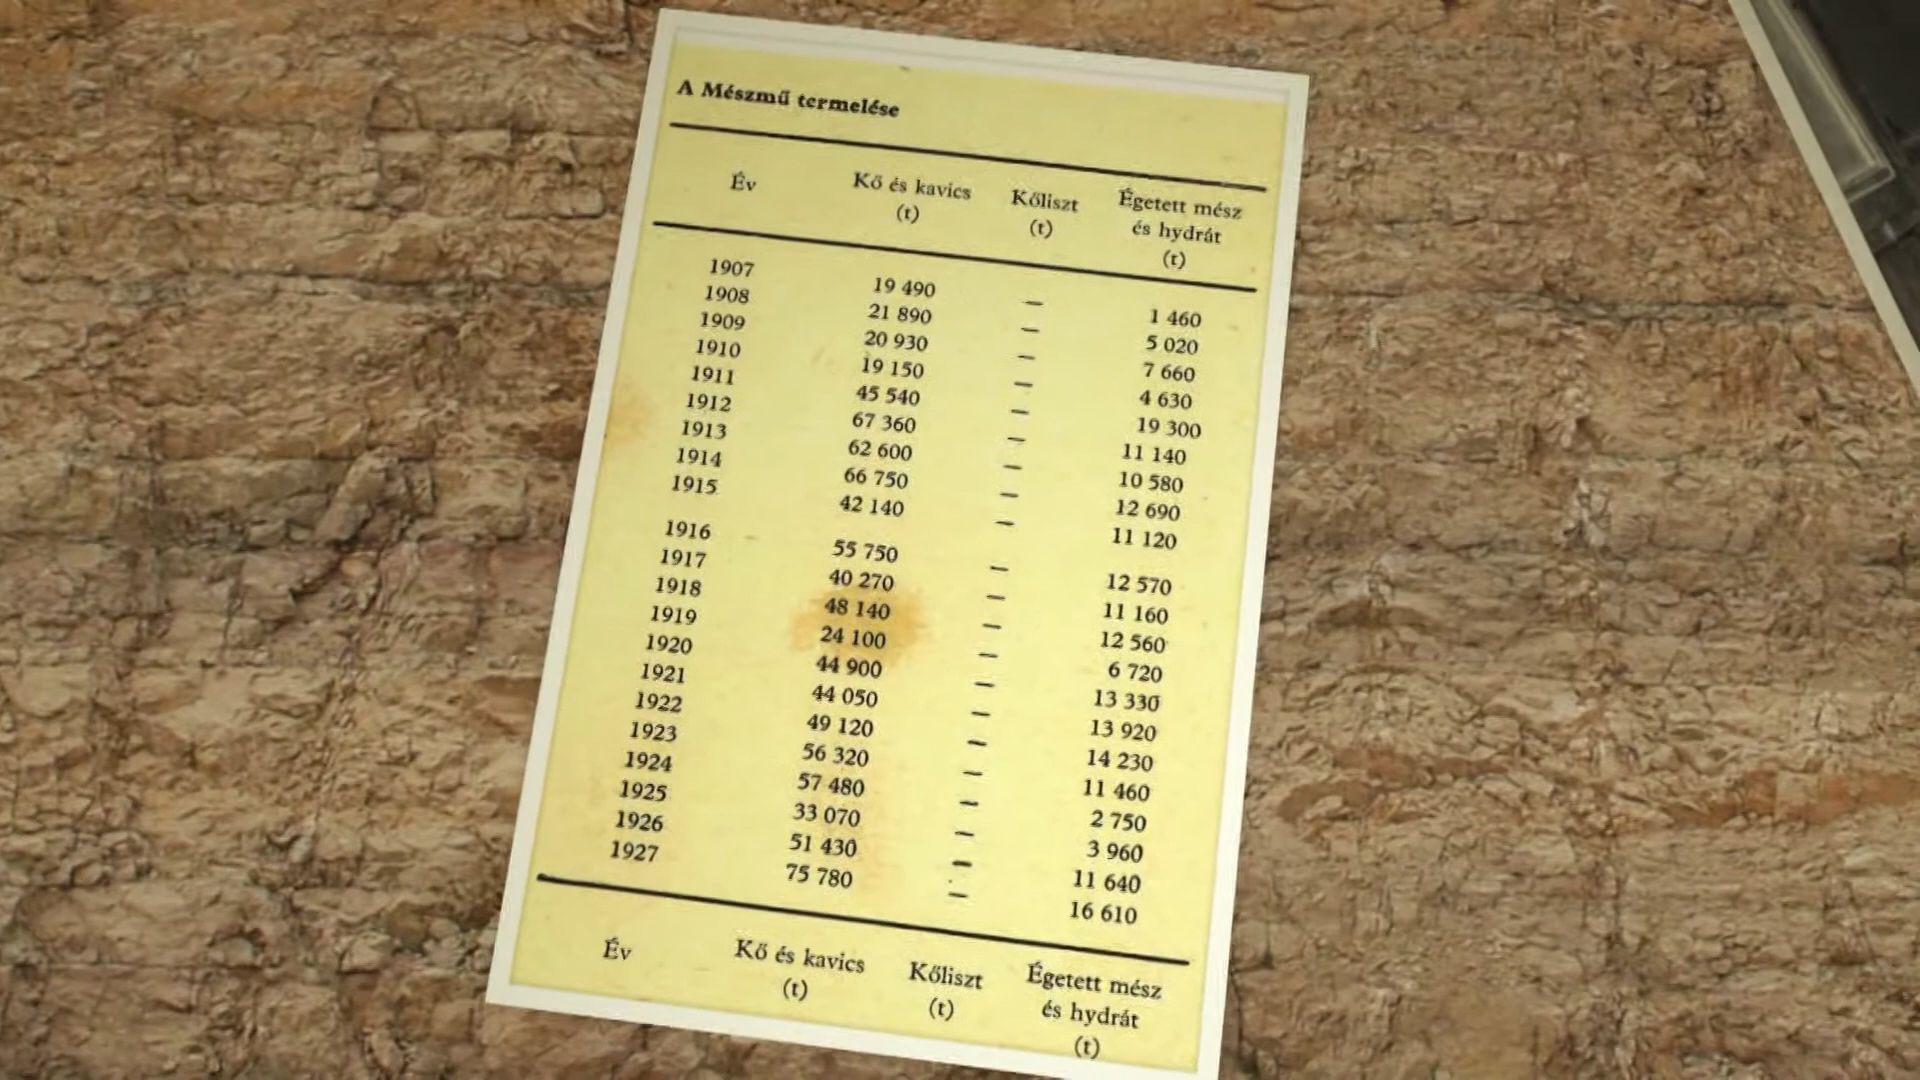 A Mészmű termelése
Év Kő és kavics (t) Kőliszt (t) Égetett mész és hydrát (t)
1907 19 490 — 1 460
1908 21 890 — 5 020
1909 20 930 — 7 660
1910 19 150 — 4 630
1911 45 540 — 19 300
1912 67 360 — 11 140
1913 62 600 — 10 580
1914 66 750 — 12 690
1915 42 140 — 11 120
1916 55 750 — 12 570
1917 40 270 — 11 160
1918 48 140 — 12 560
1919 24 100 — 6 720
1920 44 900 — 13 330
1921 44 050 — 13 920
1922 49 120 — 14 230
1923 56 320 — 11 460
1924 57 480 — 2 750
1925 33 070 — 3 960
1926 51 430 — 11 640
1927 75 780 — 16 610
Év Kő és kavics (t) Kőliszt (t) Égetett mész és hydrát (t)